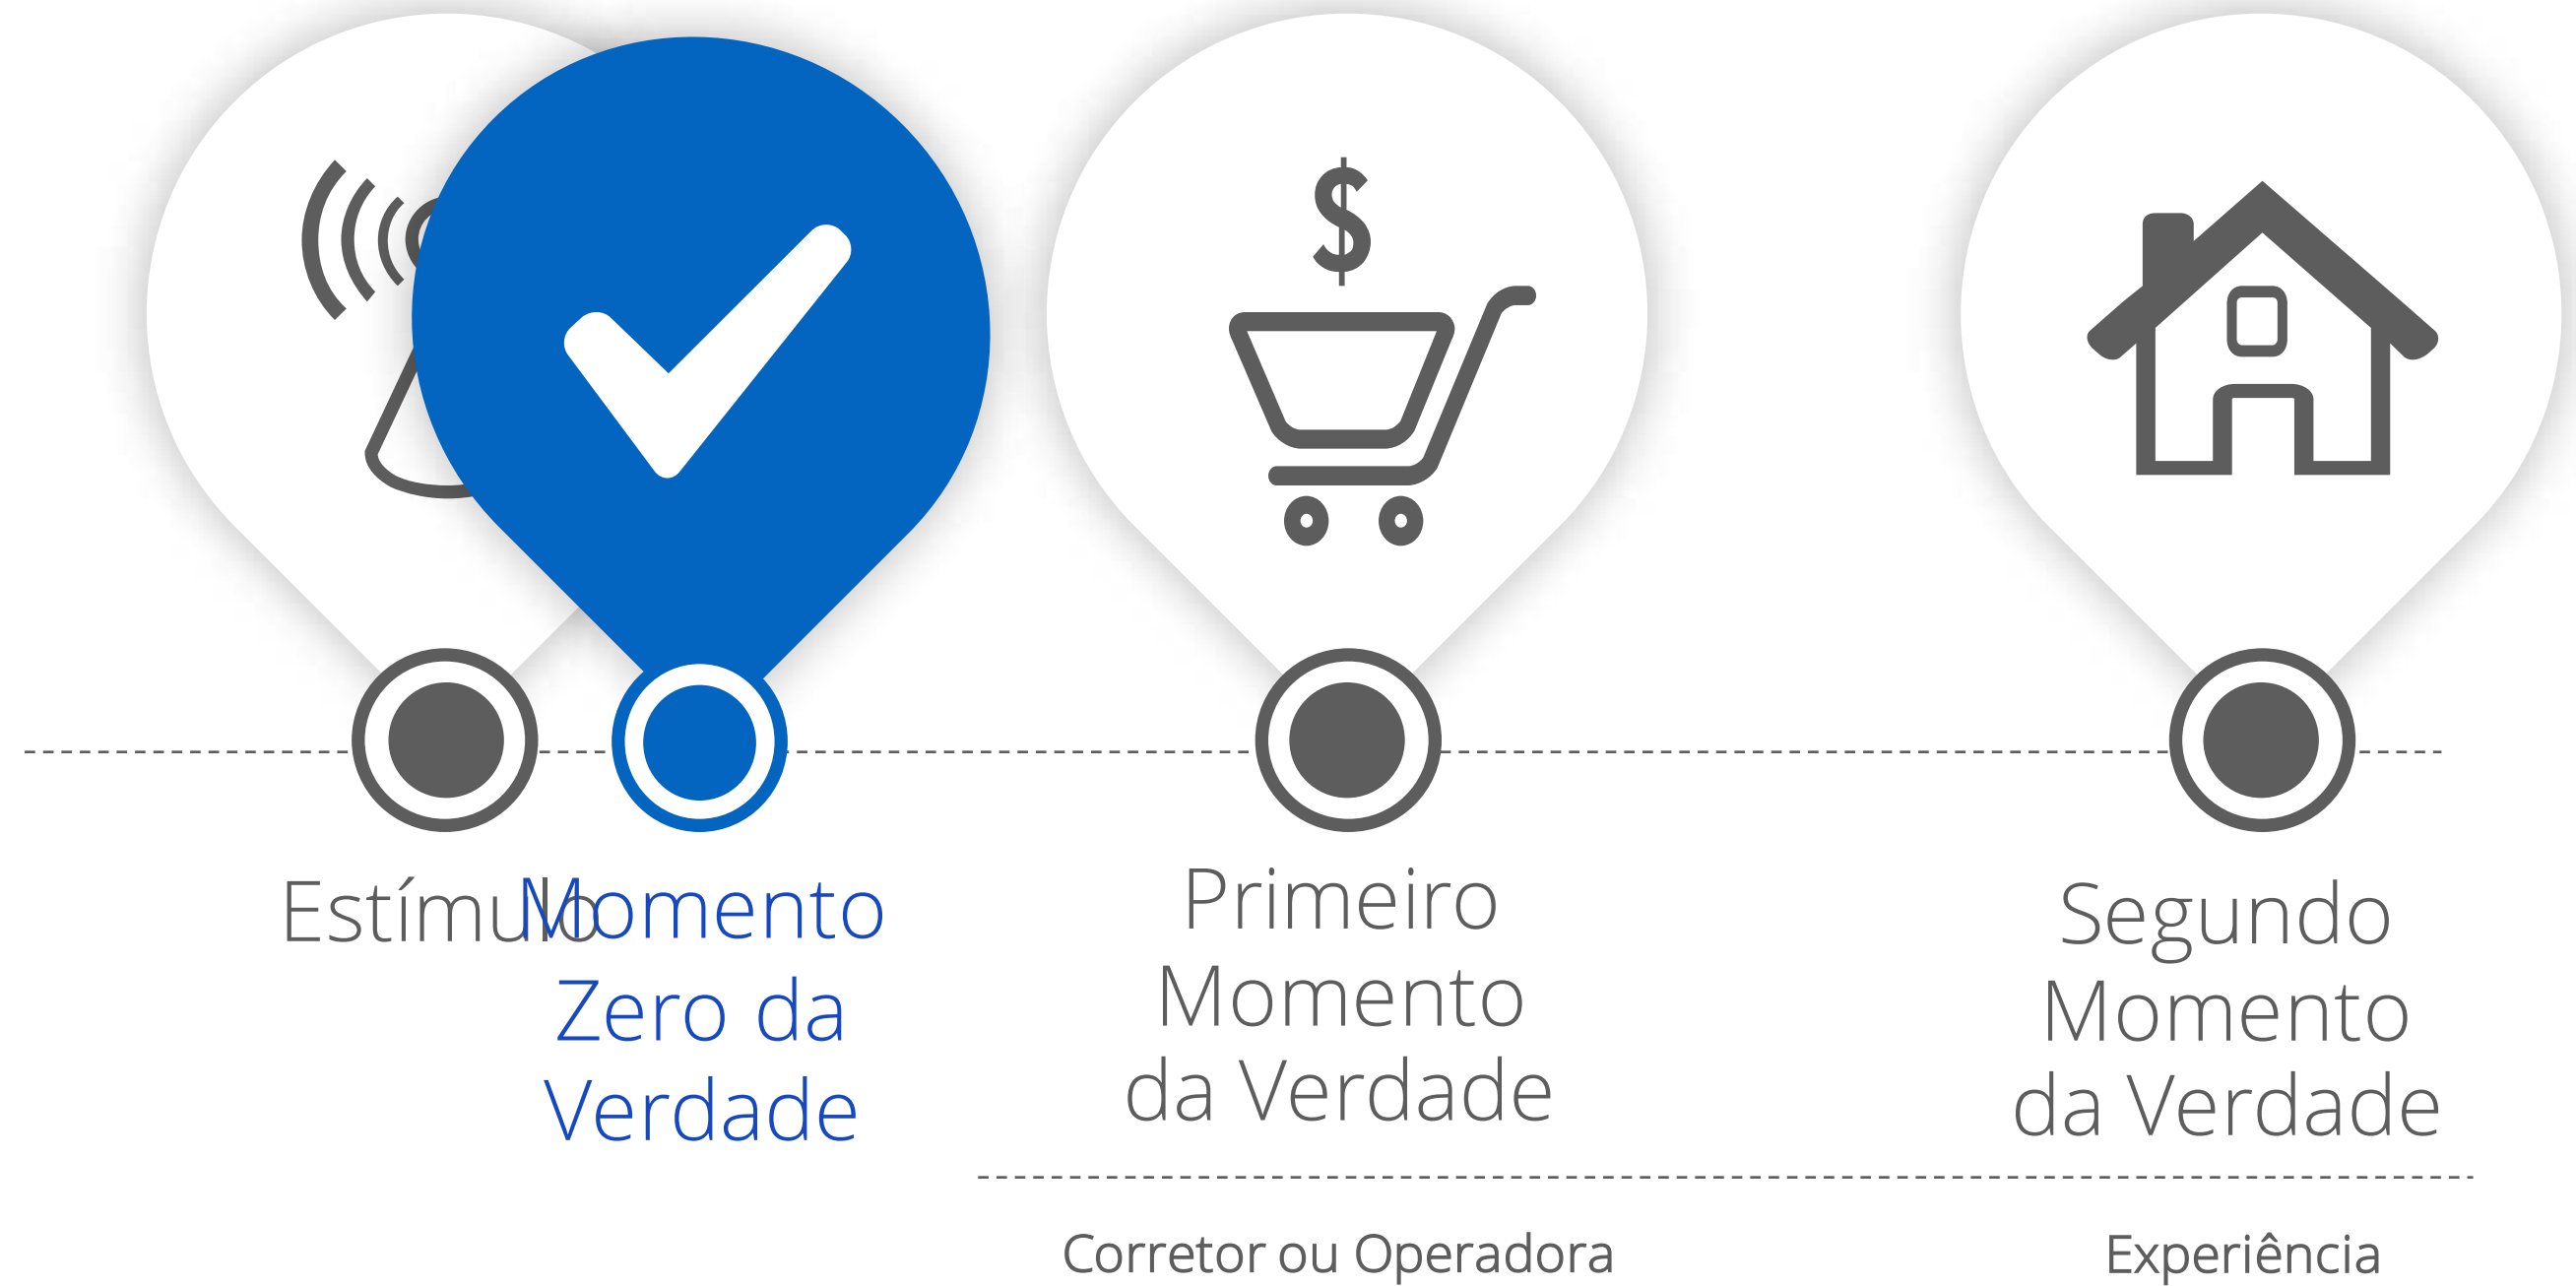 Estímulo
Momento
Zero da
Verdade
Primeiro
Momento
da Verdade
Segundo
Momento
da Verdade
$
Corretor ou Operadora
Experiência